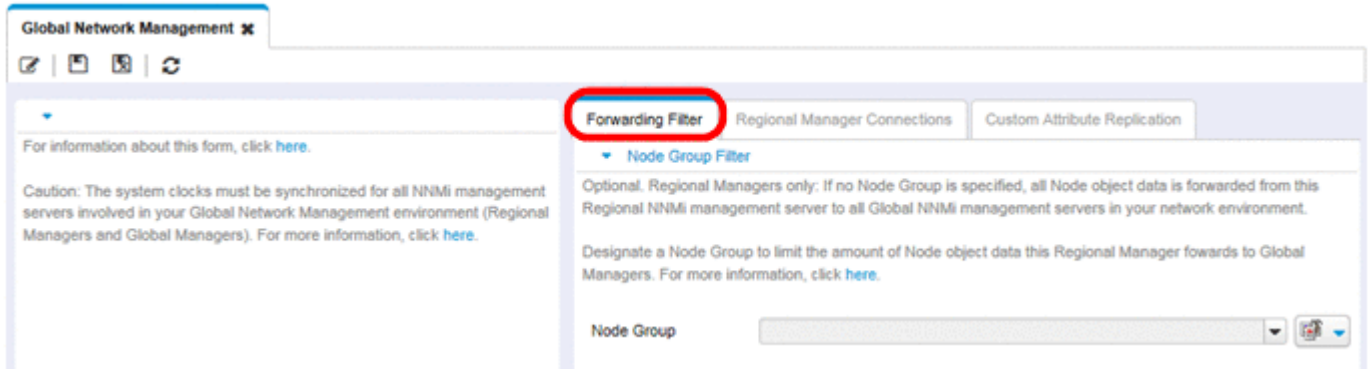 Global Network Management
Forwarding Filter
Regional Manager Connections
Custom Attribute Replication
For information about this form, click here.
Caution: The system clocks must be synchronized for all NNMi management
servers involved in your Global Network Management environment (Regional
Managers and Global Managers). For more information, click here.
Node Group Filter
Optional. Regional Managers only: If no Node Group is specified, all Node object data is forwarded from this
Regional NNMi management server to all Global NNMi management servers in your network environment.
Designate a Node Group to limit the amount of Node object data this Regional Manager fowards to Global
Managers. For more information, click here.
Node Group